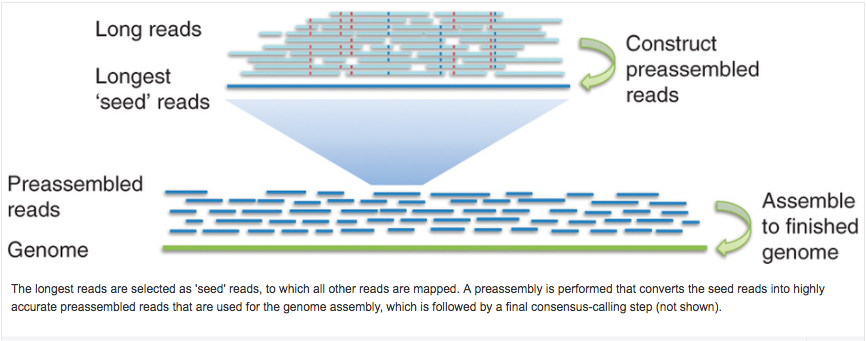 Long reads
Longest
‘seed’ reads
Construct
preassembled
reads
Preassembled
reads
Genome
Assemble
to finished
genome
The longest reads are selected as 'seed' reads, to which all other reads are mapped. A preassembly is performed that converts the seed reads into highly
accurate preassembled reads that are used for the genome assembly, which is followed by a final consensus-calling step (not shown).